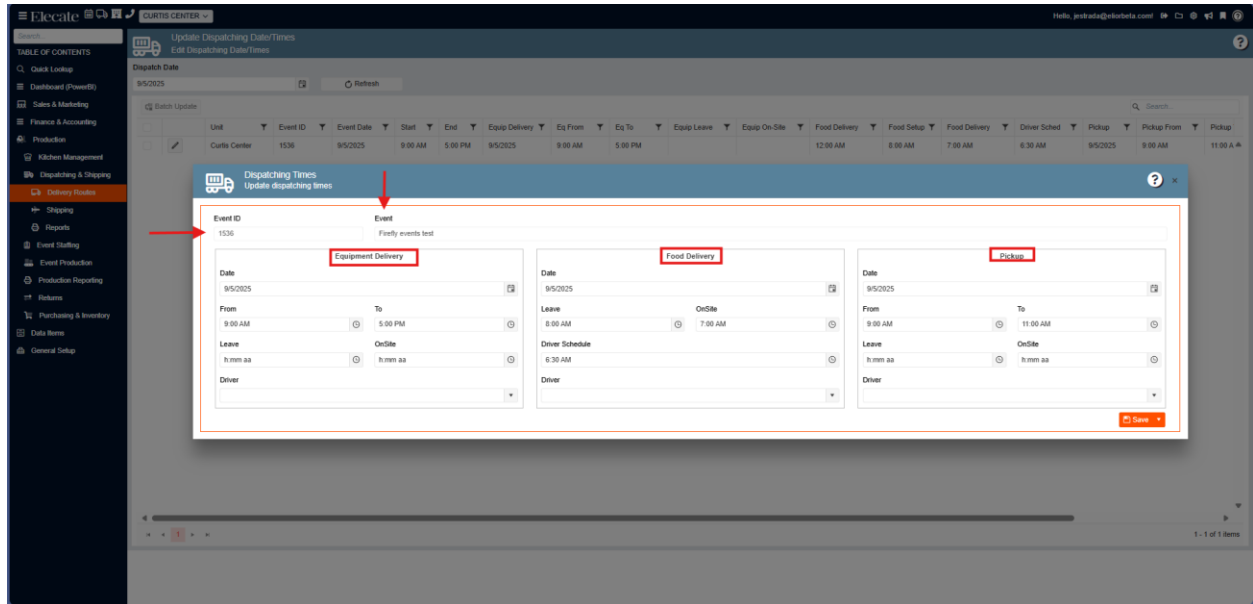 Elecate CURTIS CENTER Hello, jestrada@ekorbeta.com!
Search...
TABLE OF CONTENTS
Quick Lookup
Dashboard (PowerBI)
Sales & Marketing
Finance & Accounting
Production
Kitchen Management
Dispatching & Shipping
Delivery Routes
Shipping
Reports
Event Staffing
Event Production
Production Reporting
Returns
Purchasing & Inventory
Data Items
General Setup
Update Dispatching Date/Times
Edit Dispatching Date/Times
Dispatch Date
9/5/2025 Refresh
Batch Update Search...
Unit Event ID Event Date Start End Equip Delivery Eq From Eq To Equip Leave Equip On-Site Food Delivery Food Setup Food Delivery Driver Sched Pickup Pickup From Pickup
Curtis Center 1536 9/5/2025 9:00 AM 5:00 PM 9/5/2025 9:00 AM 5:00 PM 12:00 AM 8:00 AM 7:00 AM 6:30 AM 9/5/2025 9:00 AM 11:00 A
Dispatching Times
Update dispatching times
Event ID Event
1536 Firefly events test
Equipment Delivery
Date
9/5/2025
From To
9:00 AM 5:00 PM
Leave OnSite
h:mm aa h:mm aa
Driver
Food Delivery
Date
9/5/2025
Leave OnSite
8:00 AM 7:00 AM
Driver Schedule
6:30 AM
Driver
Pickup
Date
9/5/2025
From To
9:00 AM 11:00 AM
Leave OnSite
h:mm aa h:mm aa
Driver
Save
1
1 - 1 of 1 items